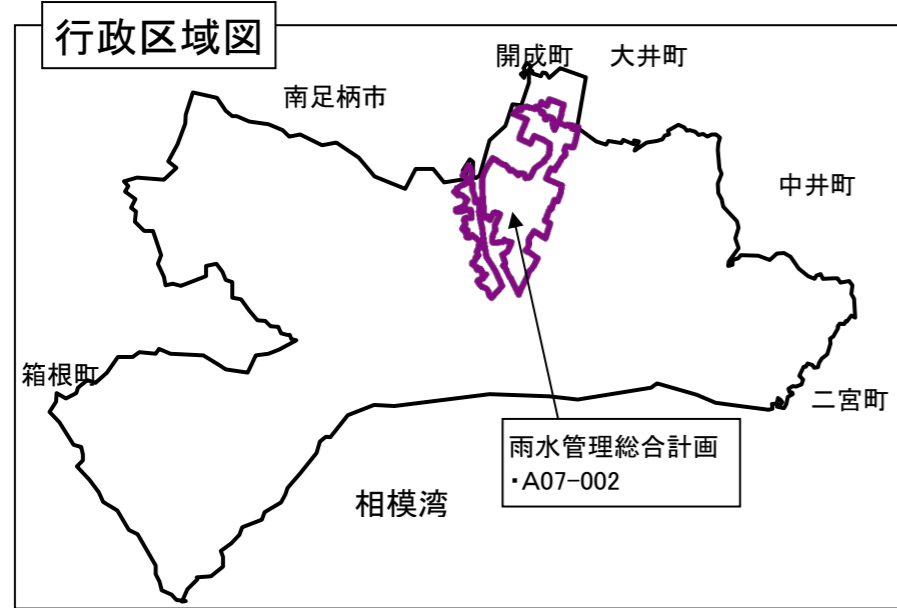 行政区域図
開成町
大井町
南足柄市
中井町
箱根町
二宮町
雨水管理総合計画
・A07-002
相模湾